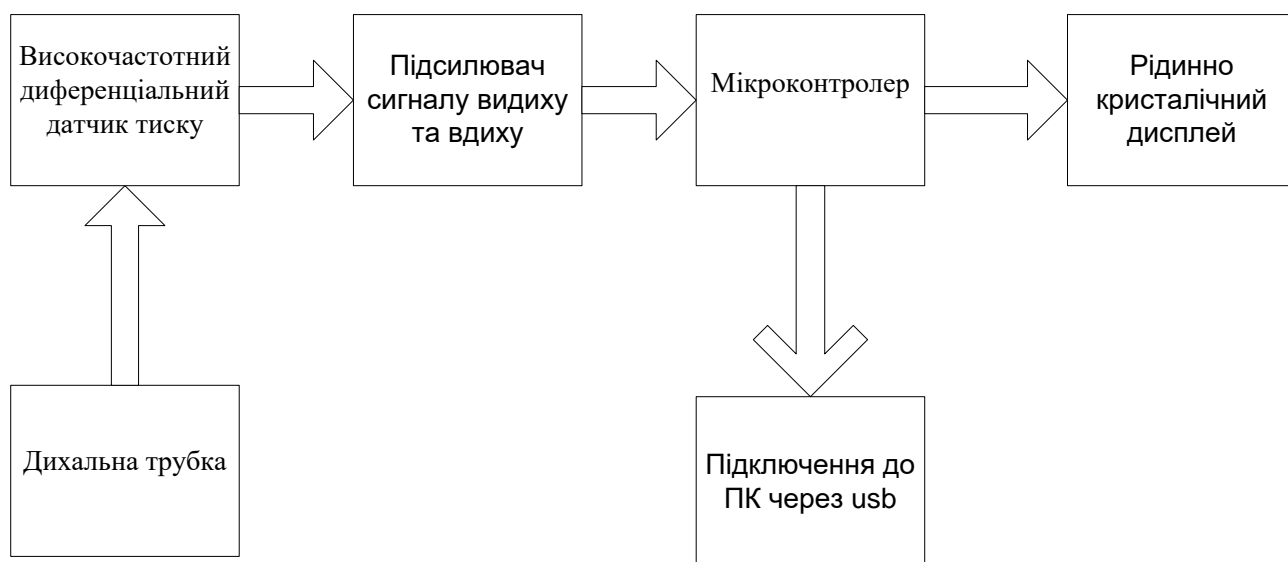 Високочастотний
диференціальний
датчик тиску
Підсилювач
сигналу видиху
та вдиху
Мікроконтролер
Рідинно
кристалічний
дисплей
Дихальна трубка
Підключення до
ПК через usb